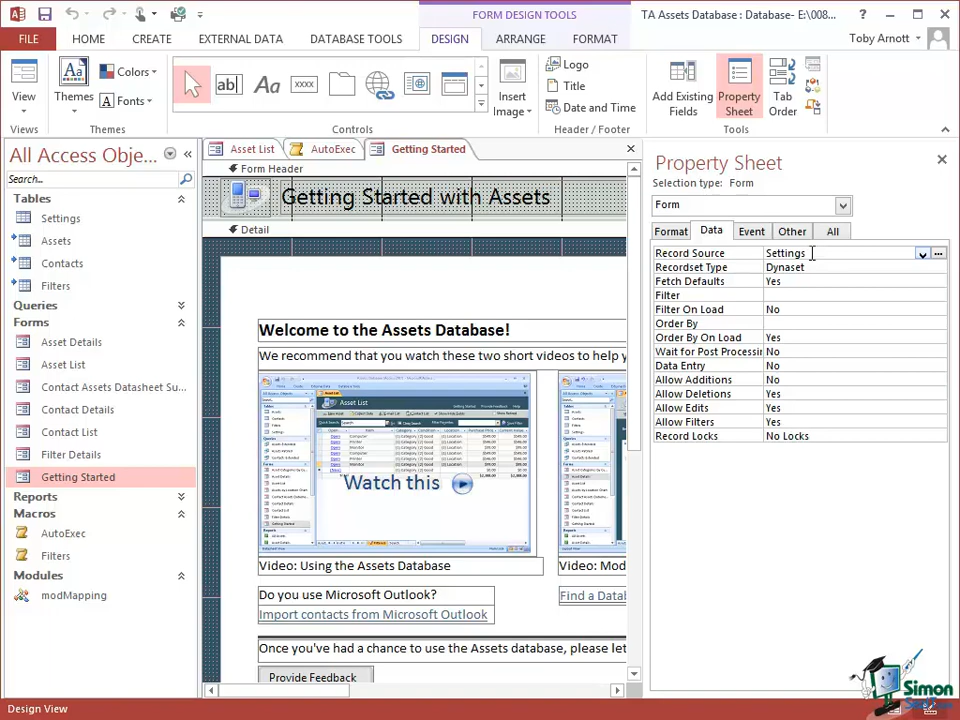 FORM DESIGN TOOLS
TA Assets Database : Database- E:\008...
?
FILE
HOME
CREATE
EXTERNAL DATA
DATABASE TOOLS
DESIGN
ARRANGE
FORMAT
Toby Arnott
View
Views
Aa
Themes
Colors
A Fonts
Themes
ab|
Aa
xxxx
Controls
Insert
Image
Logo
Title
Date and Time
Header / Footer
Add Existing
Fields
Property
Sheet
Tab
Order
Tools
All Access Obje...
Search...
Tables
Settings
Assets
Contacts
Filters
Queries
Forms
Asset Details
Asset List
Contact Assets Datasheet Su...
Contact Details
Contact List
Filter Details
Getting Started
Reports
Macros
AutoExec
Filters
Modules
modMapping
Asset List
AutoExec
Getting Started
Form Header
Getting Started with Assets
Detail
Welcome to the Assets Database!
We recommend that you watch these two short videos to help y
Asset List
Watch this
Video: Using the Assets Database
Video: Mod
Do you use Microsoft Outlook?
Find a Datab
Import contacts from Microsoft Outlook
Once you've had a chance to use the Assets database, please let
Provide Feedback
Property Sheet
Selection type: Form
Form
Format
Data
Event
Other
All
Record Source Settings
Recordset Type Dynaset
Fetch Defaults Yes
Filter
Filter On Load No
Order By
Order By On Load Yes
Wait for Post Processin No
Data Entry No
Allow Additions No
Allow Deletions Yes
Allow Edits Yes
Allow Filters Yes
Record Locks No Locks
Design View
Simon